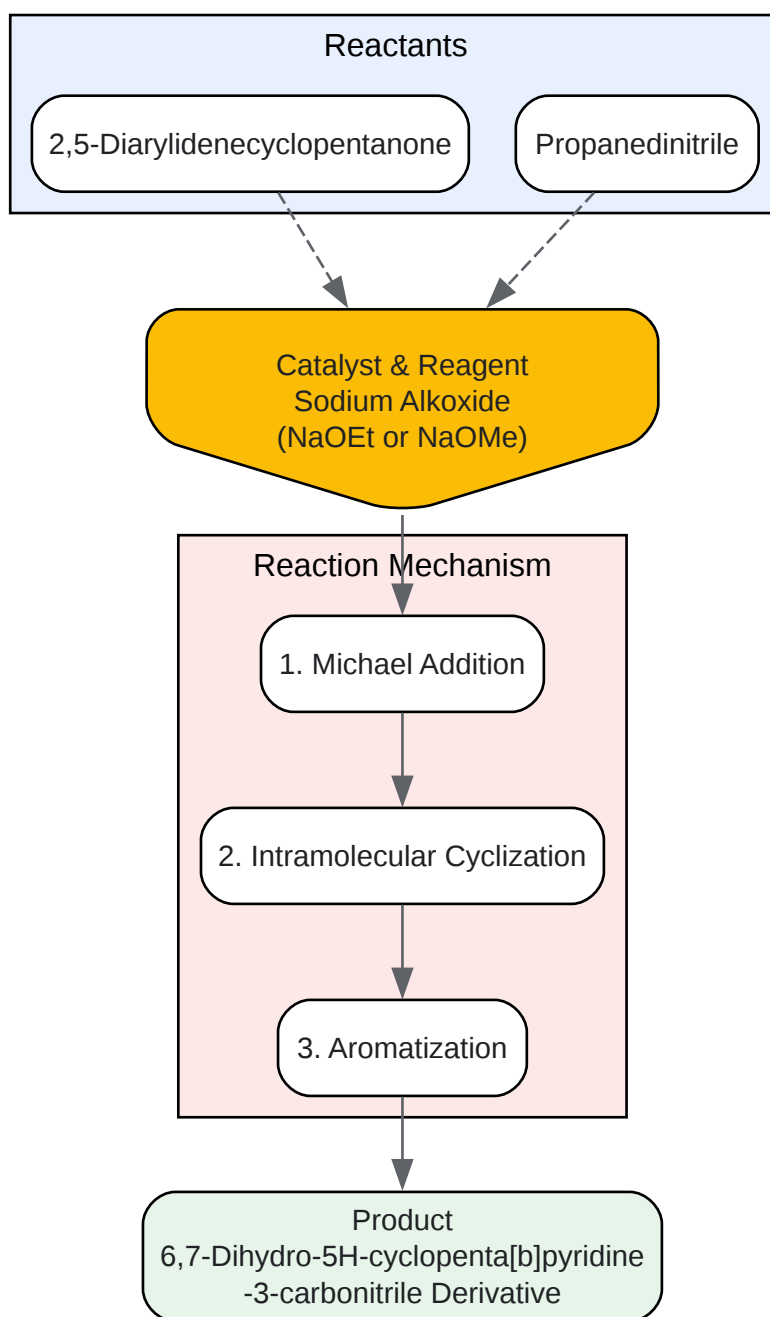 Reactants
2,5-Diarylidenecyclopentanone
Propanedinitrile
Catalyst & Reagent
Sodium Alkoxide
(NaOEt or NaOMe)
Reaction Mechanism
1. Michael Addition
2. Intramolecular Cyclization
3. Aromatization
Product
6,7-Dihydro-5H-cyclopenta[b]pyridine
-3-carbonitrile Derivative